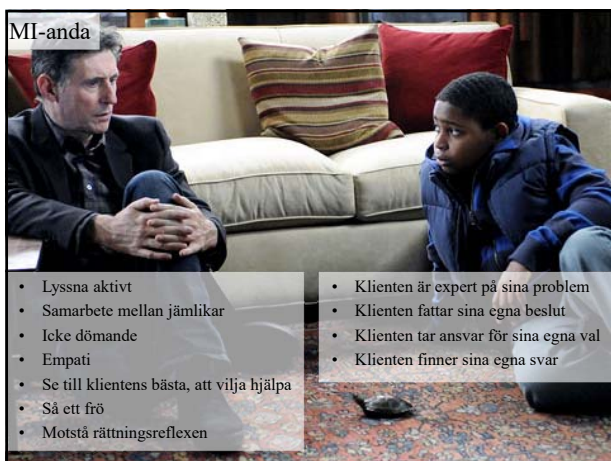 MI-anda
• Lyssna aktivt
• Samarbete mellan jämlikar
• Icke dömande
• Empati
• Se till klientens bästa, att vilja hjälpa
• Så ett frö
• Motstå rättningsreflexen
• Klienten är expert på sina problem
• Klienten fattar sina egna beslut
• Klienten tar ansvar för sina egna val
• Klienten finner sina egna svar